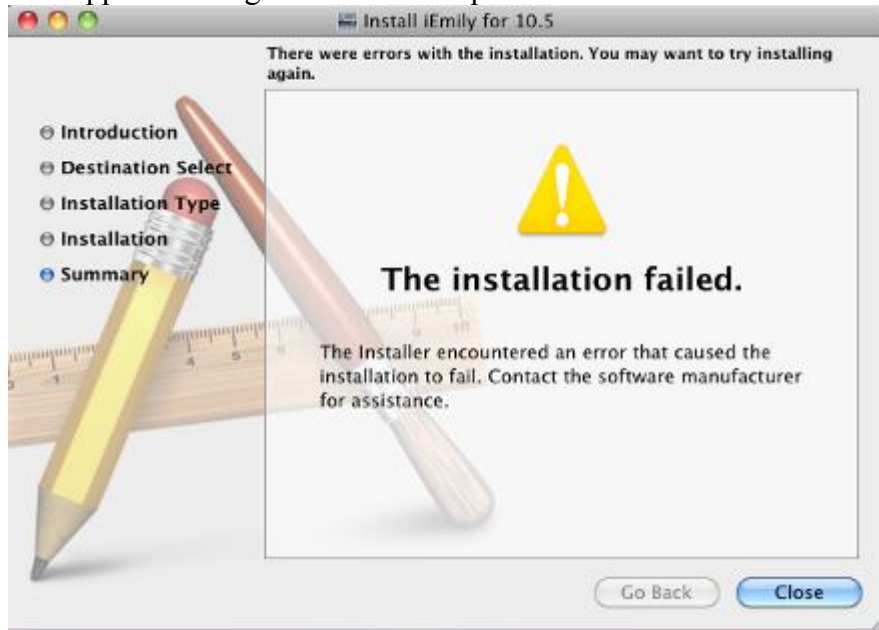 Install iEmily for 10.5
There were errors with the installation. You may want to try installing
again.
Introduction
Destination Select
Installation Type
Installation
Summary
The installation failed.
The Installer encountered an error that caused the
installation to fail. Contact the software manufacturer
for assistance.
Go Back
Close